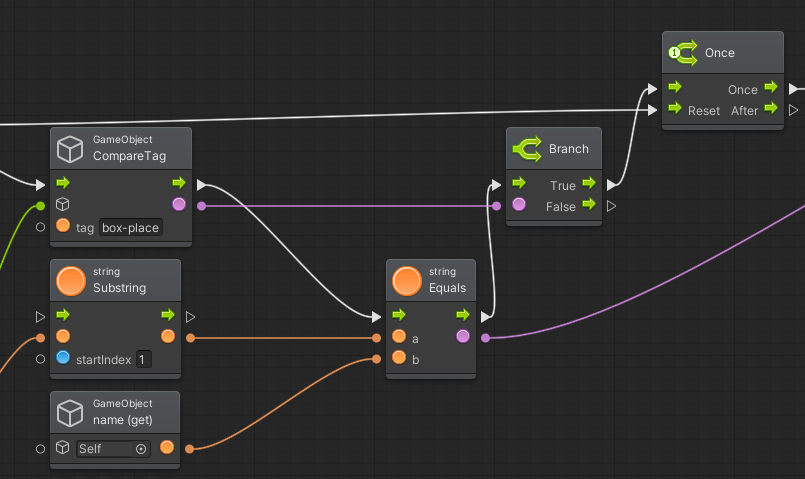 1
Once
Once
Reset After
GameObject
CompareTag
tag box-place
Branch
True
False
string
Substring
startIndex 1
string
Equals
a
b
GameObject
name (get)
Self